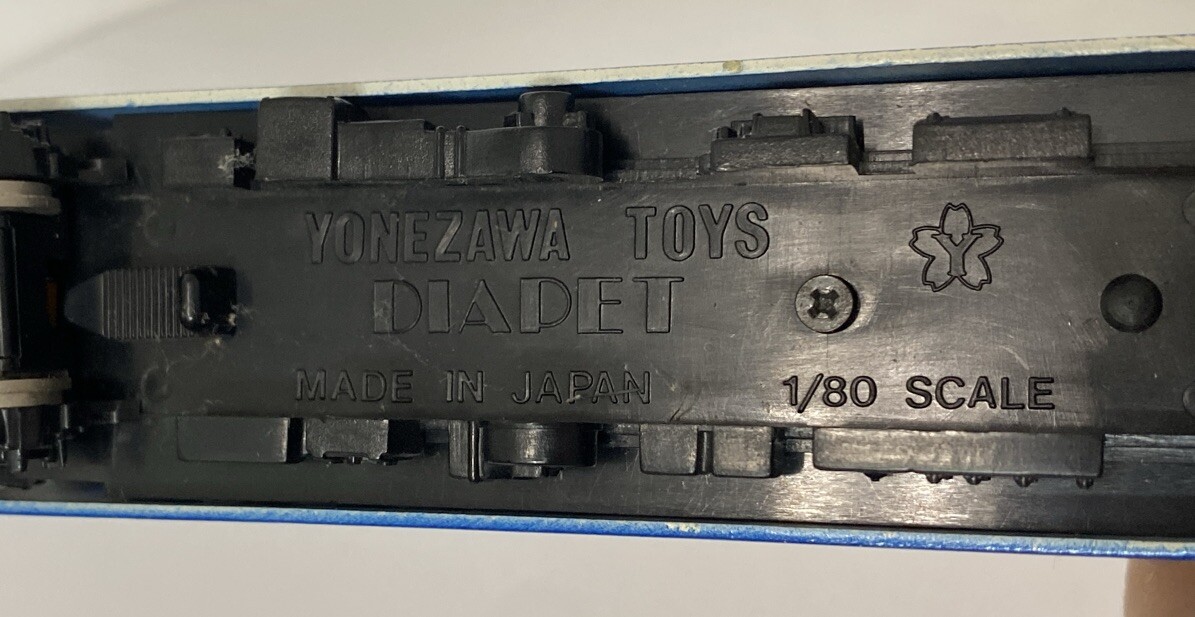 YONEZAWA TOYS
Y
DIAPET
MADE IN JAPAN
1/80 SCALE